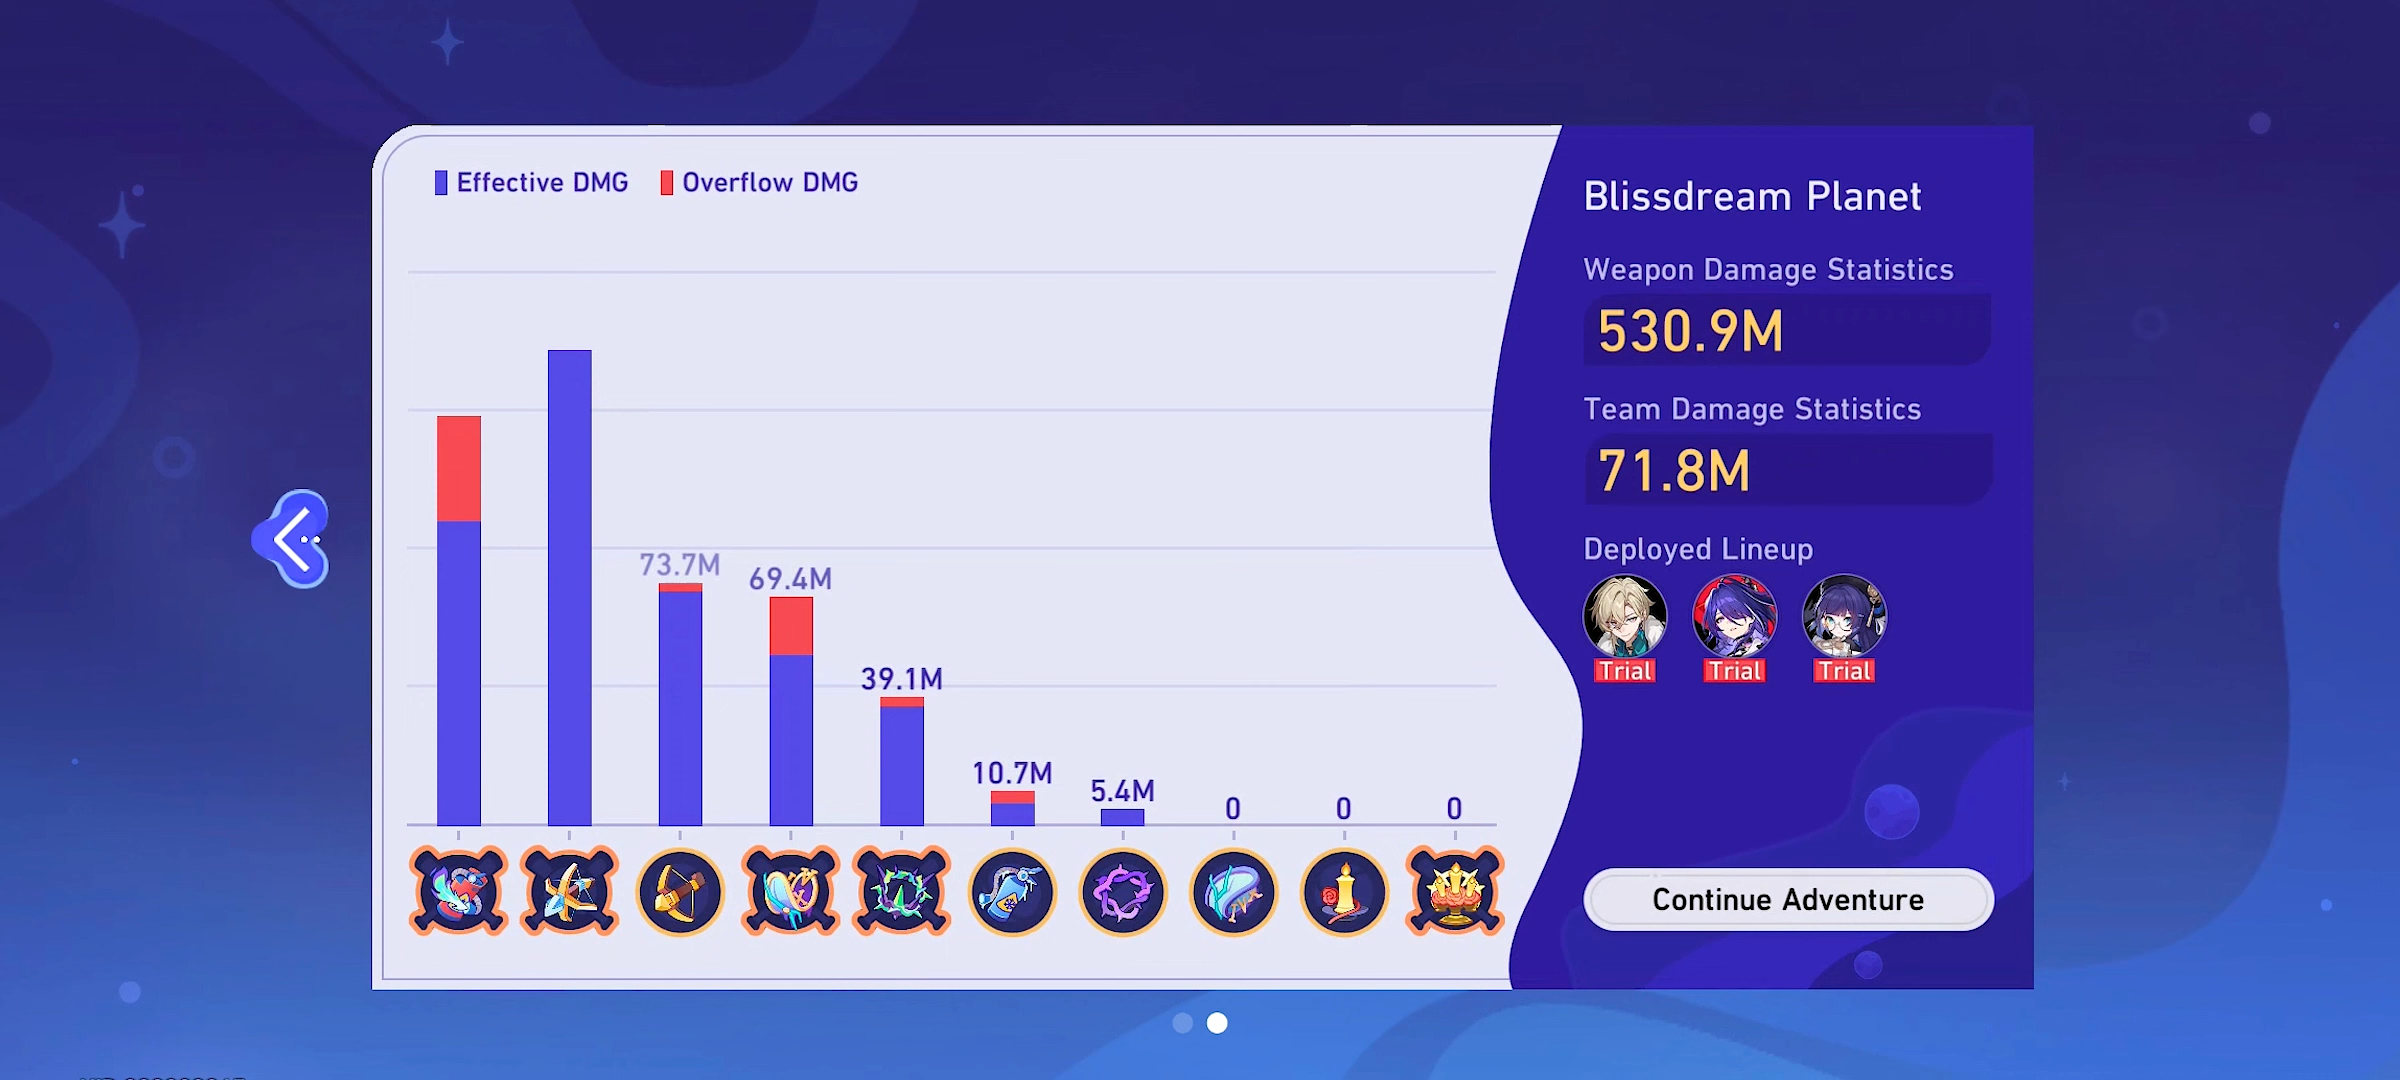 Effective DMG Overflow DMG
73.7M
69.4M
39.1M
10.7M
5.4M
0
0
0
Blissdream Planet
Weapon Damage Statistics
530.9M
Team Damage Statistics
71.8M
Deployed Lineup
Trial Trial Trial
Continue Adventure